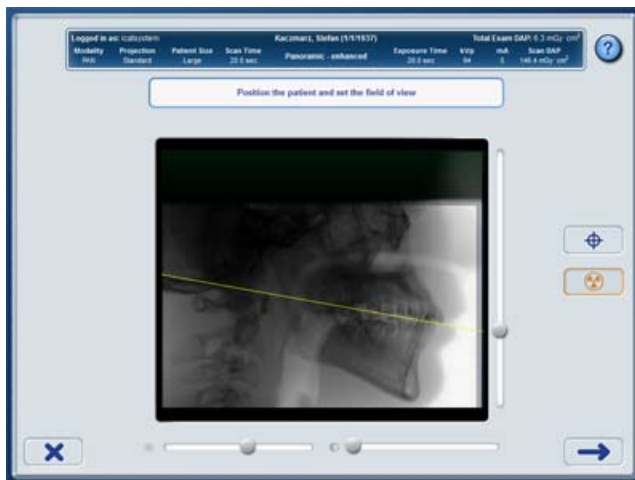 Logged in as: icatsystem Kaczmarz, Stefan (1/1/1937) Total Exam DAP: 6.3 mGy·cm²
Modality Projection Patient Size Scan Time Panoramic - enhanced Exposure Time kVp mA Scan DAP
PAN Standard Large 20.0 sec 20.0 sec 94 5 146.4 mGy·cm²
?
Position the patient and set the field of view